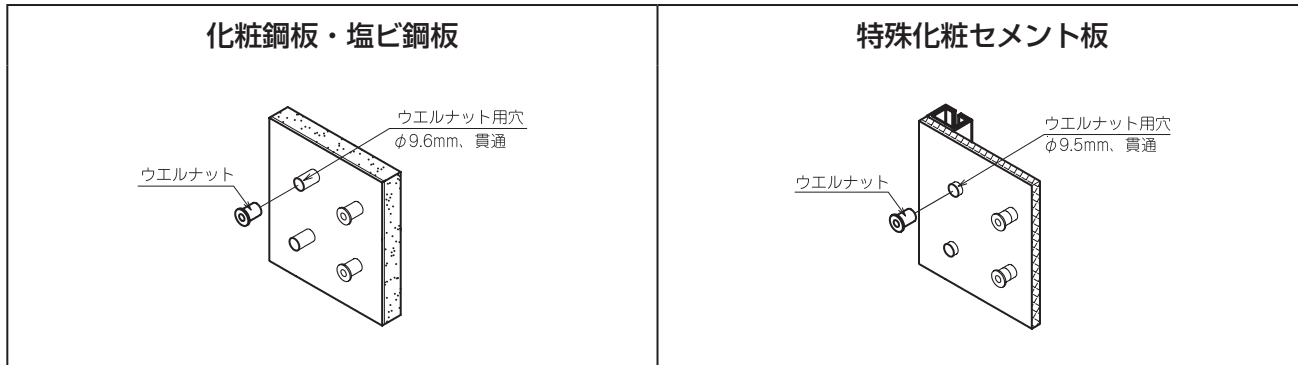 化粧鋼板・塩ビ鋼板
ウエルナット用穴
φ9.6mm、貫通
ウエルナット
特殊化粧セメント板
ウエルナット用穴
φ9.5mm、貫通
ウエルナット